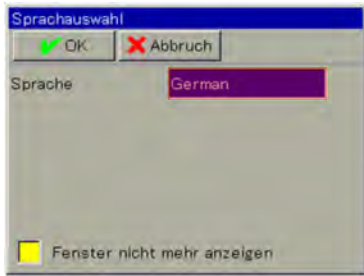 Sprachauswahl
OK Abbruch
Sprache German
Fenster nicht mehr anzeigen